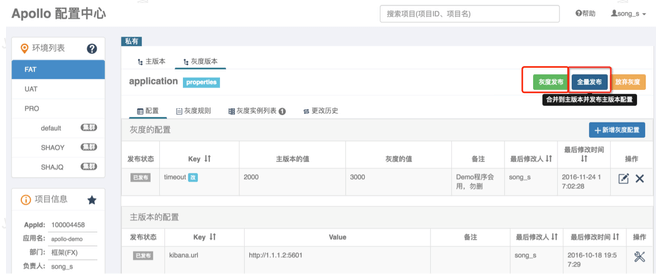 Apollo 配置中心
搜索项目(项目ID、项目名)
帮助
song_s
环境列表
FAT
UAT
PRO
default 集群
SHAOY 集群
SHAJQ 集群
项目信息
AppId: 100004458
应用名: apollo-demo
部门: 框架(FX)
负责人: song_s
私有
主版本 灰度版本
application properties
灰度发布 全量发布 放弃灰度
合并到主版本并发布主版本配置
配置 灰度规则 灰度实例列表 1 更改历史
灰度的配置
+ 新增灰度配置
发布状态 Key 主版本的值 灰度的值 备注 最后修改人 最后修改时间 操作
已发布 timeout 改 2000 3000 Demo程序会用，勿删 song_s 2016-11-24 17:02:28
主版本的配置
发布状态 Key Value 备注 最后修改人 最后修改时间 操作
已发布 kibana.url http://1.1.1.2:5601 song_s 2016-10-18 19:57:29